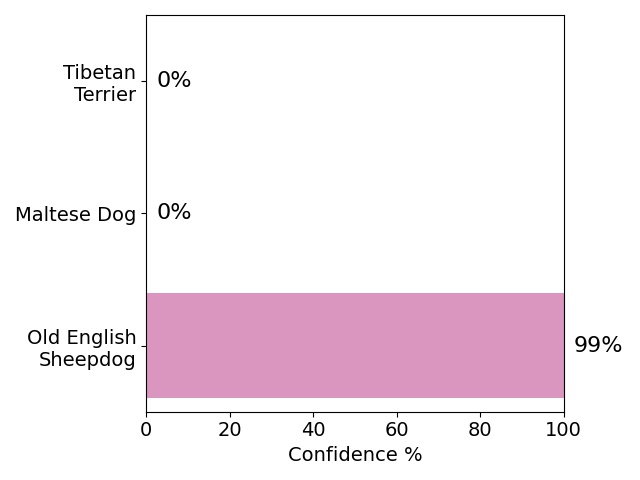 Tibetan
Terrier
0%
Maltese Dog
0%
Old English
Sheepdog
99%
0 20 40 60 80 100
Confidence %